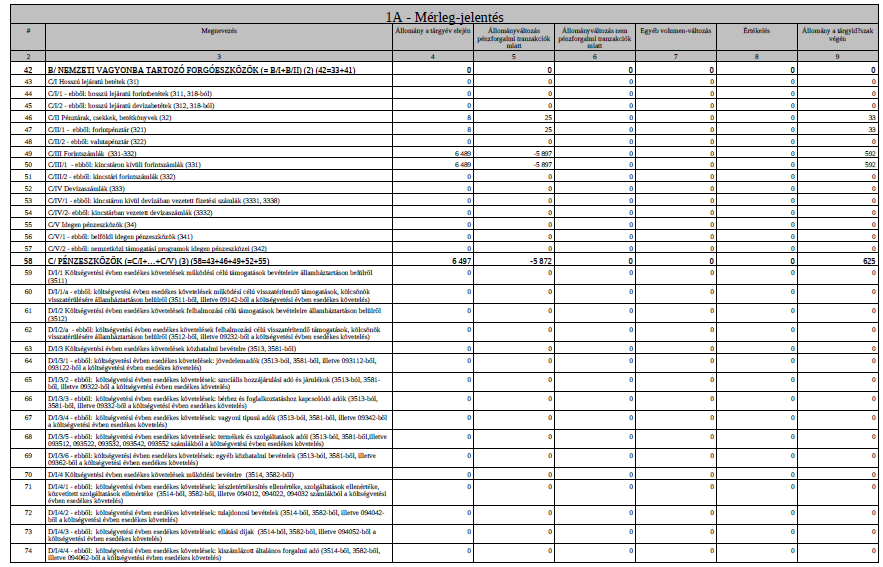 1A - Mérleg-jelentés
# Megnevezés Állomány a tárgyév elején Állományváltozás pénzforgalmi tranzakciók miatt Állományváltozás nem pénzforgalmi tranzakciók miatt Egyéb volumen-változás Értékelés Állomány a tárgyid?szak végén
2 3 4 5 6 7 8 9
42 B/ NEMZETI VAGYONBA TARTOZÓ FORGÓESZKÖZÖK (= B/I+B/II) (2) (42=33+41) 0 0 0 0 0 0
43 C/I Hosszú lejáratú betétek (31) 0 0 0 0 0 0
44 C/I/1 - ebből: hosszú lejáratú forintbetétek (311, 318-ból) 0 0 0 0 0 0
45 C/I/2 - ebből: hosszú lejáratú devizabetétek (312, 318-ból) 0 0 0 0 0 0
46 C/II Pénztárak, csekkek, betétkönyvek (32) 8 25 0 0 0 33
47 C/II/1 - ebből: forintpénztár (321) 8 25 0 0 0 33
48 C/II/2 - ebből: valutapénztár (322) 0 0 0 0 0 0
49 C/III Forintszámlák (331-332) 6 489 -5 897 0 0 0 592
50 C/III/1 - ebből: kincstáron kívüli forintszámlák (331) 6 489 -5 897 0 0 0 592
51 C/III/2 - ebből: kincstári forintszámlák (332) 0 0 0 0 0 0
52 C/IV Devizaszámlák (333) 0 0 0 0 0 0
53 C/IV/1 - ebből: kincstáron kívül devizában vezetett fizetési számlák (3331, 3338) 0 0 0 0 0 0
54 C/IV/2- ebből: kincstárban vezetett devizaszámlák (3332) 0 0 0 0 0 0
55 C/V Idegen pénzeszközök (34) 0 0 0 0 0 0
56 C/V/1 - ebből: belföldi idegen pénzeszközök (341) 0 0 0 0 0 0
57 C/V/2 - ebből: nemzetközi támogatási programok idegen pénzeszközei (342) 0 0 0 0 0 0
58 C/ PÉNZESZKÖZÖK (=C/I+…+C/V) (3) (58=43+46+49+52+55) 6 497 -5 872 0 0 0 625
59 D/I/1 Költségvetési évben esedékes követelések működési célú támogatások bevételeire államháztartáson belülről 0 0 0 0 0 0
(3511)
60 D/I/1/a - ebből: költségvetési évben esedékes követelések működési célú visszatérítendő támogatások, kölcsönök 0 0 0 0 0 0
visszatérülésére államháztartáson belülről (3511-ből, illetve 09142-ből a költségvetési évben esedékes követelés)
61 D/I/2 Költségvetési évben esedékes követelések felhalmozási célú támogatások bevételeire államháztartáson belülről 0 0 0 0 0 0
(3512)
62 D/I/2/a - ebből: költségvetési évben esedékes követelések felhalmozási célú visszatérítendő támogatások, kölcsönök 0 0 0 0 0 0
visszatérülésére államháztartáson belülről (3512-ből, illetve 09232-ből a költségvetési évben esedékes követelés)
63 D/I/3 Költségvetési évben esedékes követelések közhatalmi bevételre (3513, 3581-ből) 0 0 0 0 0 0
64 D/I/3/1 - ebből: költségvetési évben esedékes követelések: jövedelemadók (3513-ból, 3581-ből, illetve 093112-ből, 0 0 0 0 0 0
093122-ből a költségvetési évben esedékes követelés)
65 D/I/3/2 - ebből: költségvetési évben esedékes követelések: szociális hozzájárulási adó és járulékok (3513-ból, 3581- 0 0 0 0 0 0
ből, illetve 09322-ből a költségvetési évben esedékes követelés)
66 D/I/3/3 - ebből: költségvetési évben esedékes követelések: bérhez és foglalkoztatáshoz kapcsolódó adók (3513-ból, 0 0 0 0 0 0
3581-ből, illetve 09332-ből a költségvetési évben esedékes követelés)
67 D/I/3/4 - ebből: költségvetési évben esedékes követelések: vagyoni típusú adók (3513-ból, 3581-ből, illetve 09342-ből 0 0 0 0 0 0
a költségvetési évben esedékes követelés)
68 D/I/3/5 - ebből: költségvetési évben esedékes követelések: termékek és szolgáltatások adói (3513-ból, 3581-ből,illetve 0 0 0 0 0 0
093512, 093522, 093532, 093542, 093552 számlákból a költségvetési évben esedékes követelés)
69 D/I/3/6 - ebből: költségvetési évben esedékes követelések: egyéb közhatalmi bevételek (3513-ból, 3581-ből, illetve 0 0 0 0 0 0
09362-ből a költségvetési évben esedékes követelés)
70 D/I/4 Költségvetési évben esedékes követelések működési bevételre (3514, 3582-ből) 0 0 0 0 0 0
71 D/I/4/1 - ebből: költségvetési évben esedékes követelések: készletértékesítés ellenértéke, szolgáltatások ellenértéke, 0 0 0 0 0 0
közvetített szolgáltatások ellenértéke (3514-ből, 3582-ből, illetve 094012, 094022, 094032 számlákból a költségvetési
évben esedékes követelés)
72 D/I/4/2 - ebből: költségvetési évben esedékes követelések: tulajdonosi bevételek (3514-ből, 3582-ből, illetve 094042- 0 0 0 0 0 0
ből a költségvetési évben esedékes követelés)
73 D/I/4/3 - ebből: költségvetési évben esedékes követelések: ellátási díjak (3514-ből, 3582-ből, illetve 094052-ből a 0 0 0 0 0 0
költségvetési évben esedékes követelés)
74 D/I/4/4 - ebből: költségvetési évben esedékes követelések: kiszámlázott általános forgalmi adó (3514-ből, 3582-ből, 0 0 0 0 0 0
illetve 094062-ből a költségvetési évben esedékes követelés)